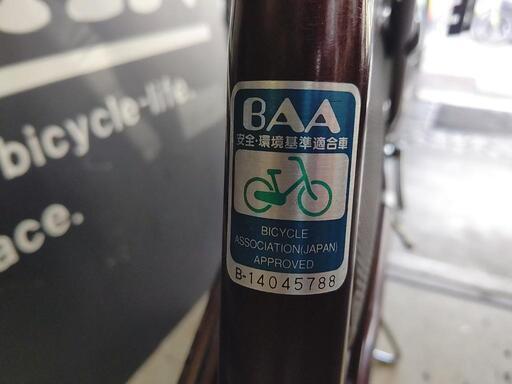 bicycle-life.
ace.
BAA
安全・環境基準適合車
BICYCLE
ASSOCIATION(JAPAN)
APPROVED
B-14045788